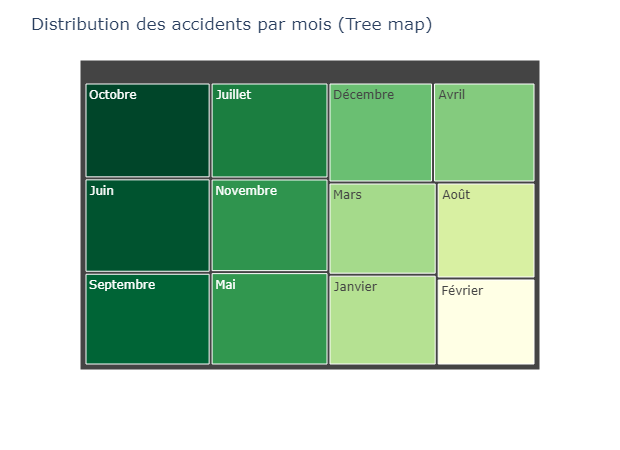 Distribution des accidents par mois (Tree map)
Octobre
Juillet
Décembre
Avril
Juin
Novembre
Mars
Août
Septembre
Mai
Janvier
Février